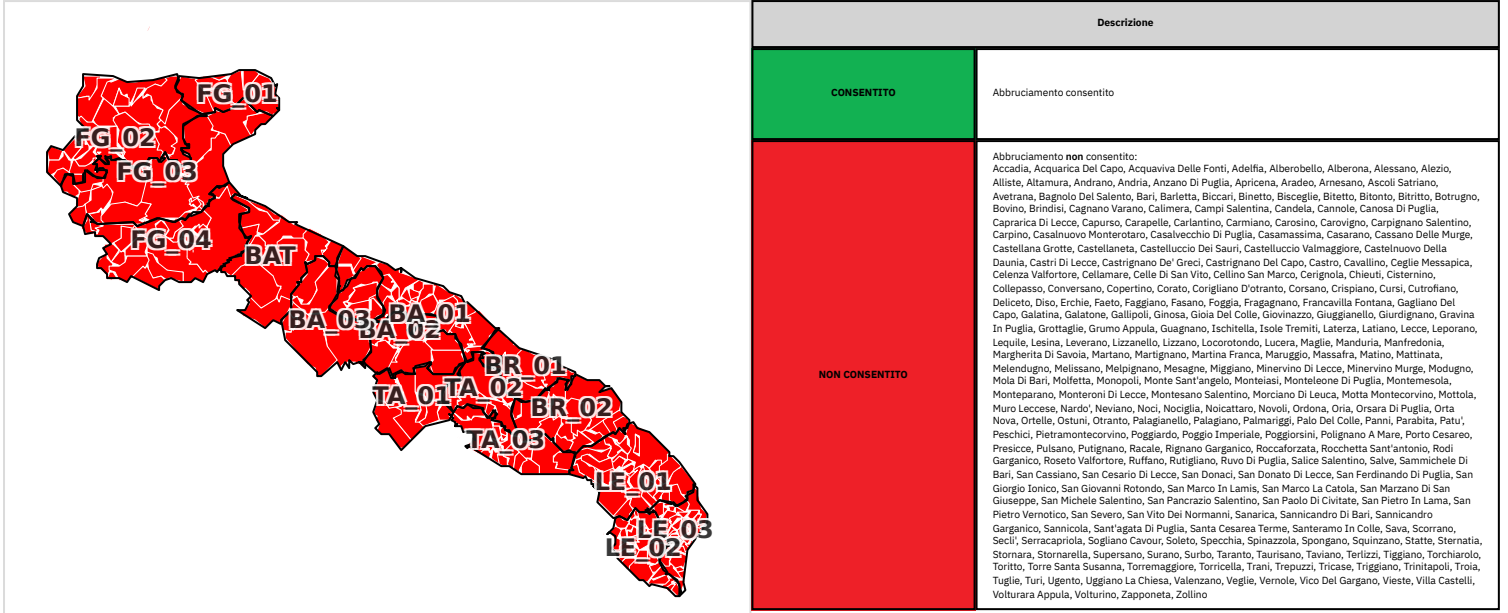 FG_01
FG_02
FG_03
FG_04
BAT
BA_01
BA_03
BA_02
BR_01
TA_02
TA_01
BR_02
TA_03
LE_01
LE_03
LE_02
Descrizione
CONSENTITO
Abbruciamento consentito
NON CONSENTITO
Abbruciamento non consentito:
Accadia, Acquarica Del Capo, Acquaviva Delle Fonti, Adelfia, Alberobello, Alberona, Alessano, Alezio,
Alliste, Altamura, Andrano, Andria, Anzano Di Puglia, Apricena, Aradeo, Arnesano, Ascoli Satriano,
Avetrana, Bagnolo Del Salento, Bari, Barletta, Biccari, Binetto, Bisceglie, Bitetto, Bitonto, Bitritto, Botrugno,
Bovino, Brindisi, Cagnano Varano, Calimera, Campi Salentina, Candela, Cannole, Canosa Di Puglia,
Caprarica Di Lecce, Capurso, Carapelle, Carlantino, Carmiano, Carosino, Carovigno, Carpignano Salentino,
Carpino, Casalnuovo Monterotaro, Casalvecchio Di Puglia, Casamassima, Casarano, Cassano Delle Murge,
Castellana Grotte, Castellaneta, Castelluccio Dei Sauri, Castelluccio Valmaggiore, Castelnuovo Della
Daunia, Castri Di Lecce, Castrignano De' Greci, Castrignano Del Capo, Castro, Cavallino, Ceglie Messapica,
Celenza Valfortore, Cellamare, Celle Di San Vito, Cellino San Marco, Cerignola, Chieuti, Cisternino,
Collepasso, Conversano, Copertino, Corato, Corigliano D'otranto, Corsano, Crispiano, Cursi, Cutrofiano,
Deliceto, Diso, Erchie, Faeto, Faggiano, Fasano, Foggia, Fragagnano, Francavilla Fontana, Gagliano Del
Capo, Galatina, Galatone, Gallipoli, Ginosa, Gioia Del Colle, Giovinazzo, Giuggianello, Giurdignano, Gravina
In Puglia, Grottaglie, Grumo Appula, Guagnano, Ischitella, Isole Tremiti, Laterza, Latiano, Lecce, Leporano,
Lequile, Lesina, Leverano, Lizzanello, Lizzano, Locorotondo, Lucera, Maglie, Manduria, Manfredonia,
Margherita Di Savoia, Martano, Martignano, Martina Franca, Maruggio, Massafra, Matino, Mattinata,
Melendugno, Melissano, Melpignano, Mesagne, Miggiano, Minervino Di Lecce, Minervino Murge, Modugno,
Mola Di Bari, Molfetta, Monopoli, Monte Sant'angelo, Monteiasi, Monteleone Di Puglia, Montemesola,
Monteparano, Monteroni Di Lecce, Montesano Salentino, Morciano Di Leuca, Motta Montecorvino, Mottola,
Muro Leccese, Nardo', Neviano, Noci, Nociglia, Noicattaro, Novoli, Ordona, Oria, Orsara Di Puglia, Orta
Nova, Ortelle, Ostuni, Otranto, Palagianello, Palagiano, Palmariggi, Palo Del Colle, Panni, Parabita, Patu',
Peschici, Pietramontecorvino, Poggiardo, Poggio Imperiale, Poggiorsini, Polignano A Mare, Porto Cesareo,
Presicce, Pulsano, Putignano, Racale, Rignano Garganico, Roccaforzata, Rocchetta Sant'antonio, Rodi
Garganico, Roseto Valfortore, Ruffano, Rutigliano, Ruvo Di Puglia, Salice Salentino, Salve, Sammichele Di
Bari, San Cassiano, San Cesario Di Lecce, San Donaci, San Donato Di Lecce, San Ferdinando Di Puglia, San
Giorgio Ionico, San Giovanni Rotondo, San Marco In Lamis, San Marco La Catola, San Marzano Di San
Giuseppe, San Michele Salentino, San Pancrazio Salentino, San Paolo Di Civitate, San Pietro In Lama, San
Pietro Vernotico, San Severo, San Vito Dei Normanni, Sanarica, Sannicandro Di Bari, Sannicandro
Garganico, Sannicola, Sant'agata Di Puglia, Santa Cesarea Terme, Santeramo In Colle, Sava, Scorrano,
Secli', Serracapriola, Sogliano Cavour, Soleto, Specchia, Spinazzola, Spongano, Squinzano, Statte, Sternatia,
Stornara, Stornarella, Supersano, Surano, Surbo, Taranto, Taurisano, Taviano, Terlizzi, Tiggiano, Torchiarolo,
Toritto, Torre Santa Susanna, Torremaggiore, Torricella, Trani, Trepuzzi, Tricase, Triggiano, Trinitapoli, Troia,
Tuglie, Turi, Ugento, Uggiano La Chiesa, Valenzano, Veglie, Vernole, Vico Del Gargano, Vieste, Villa Castelli,
Volturara Appula, Volturino, Zapponeta, Zollino